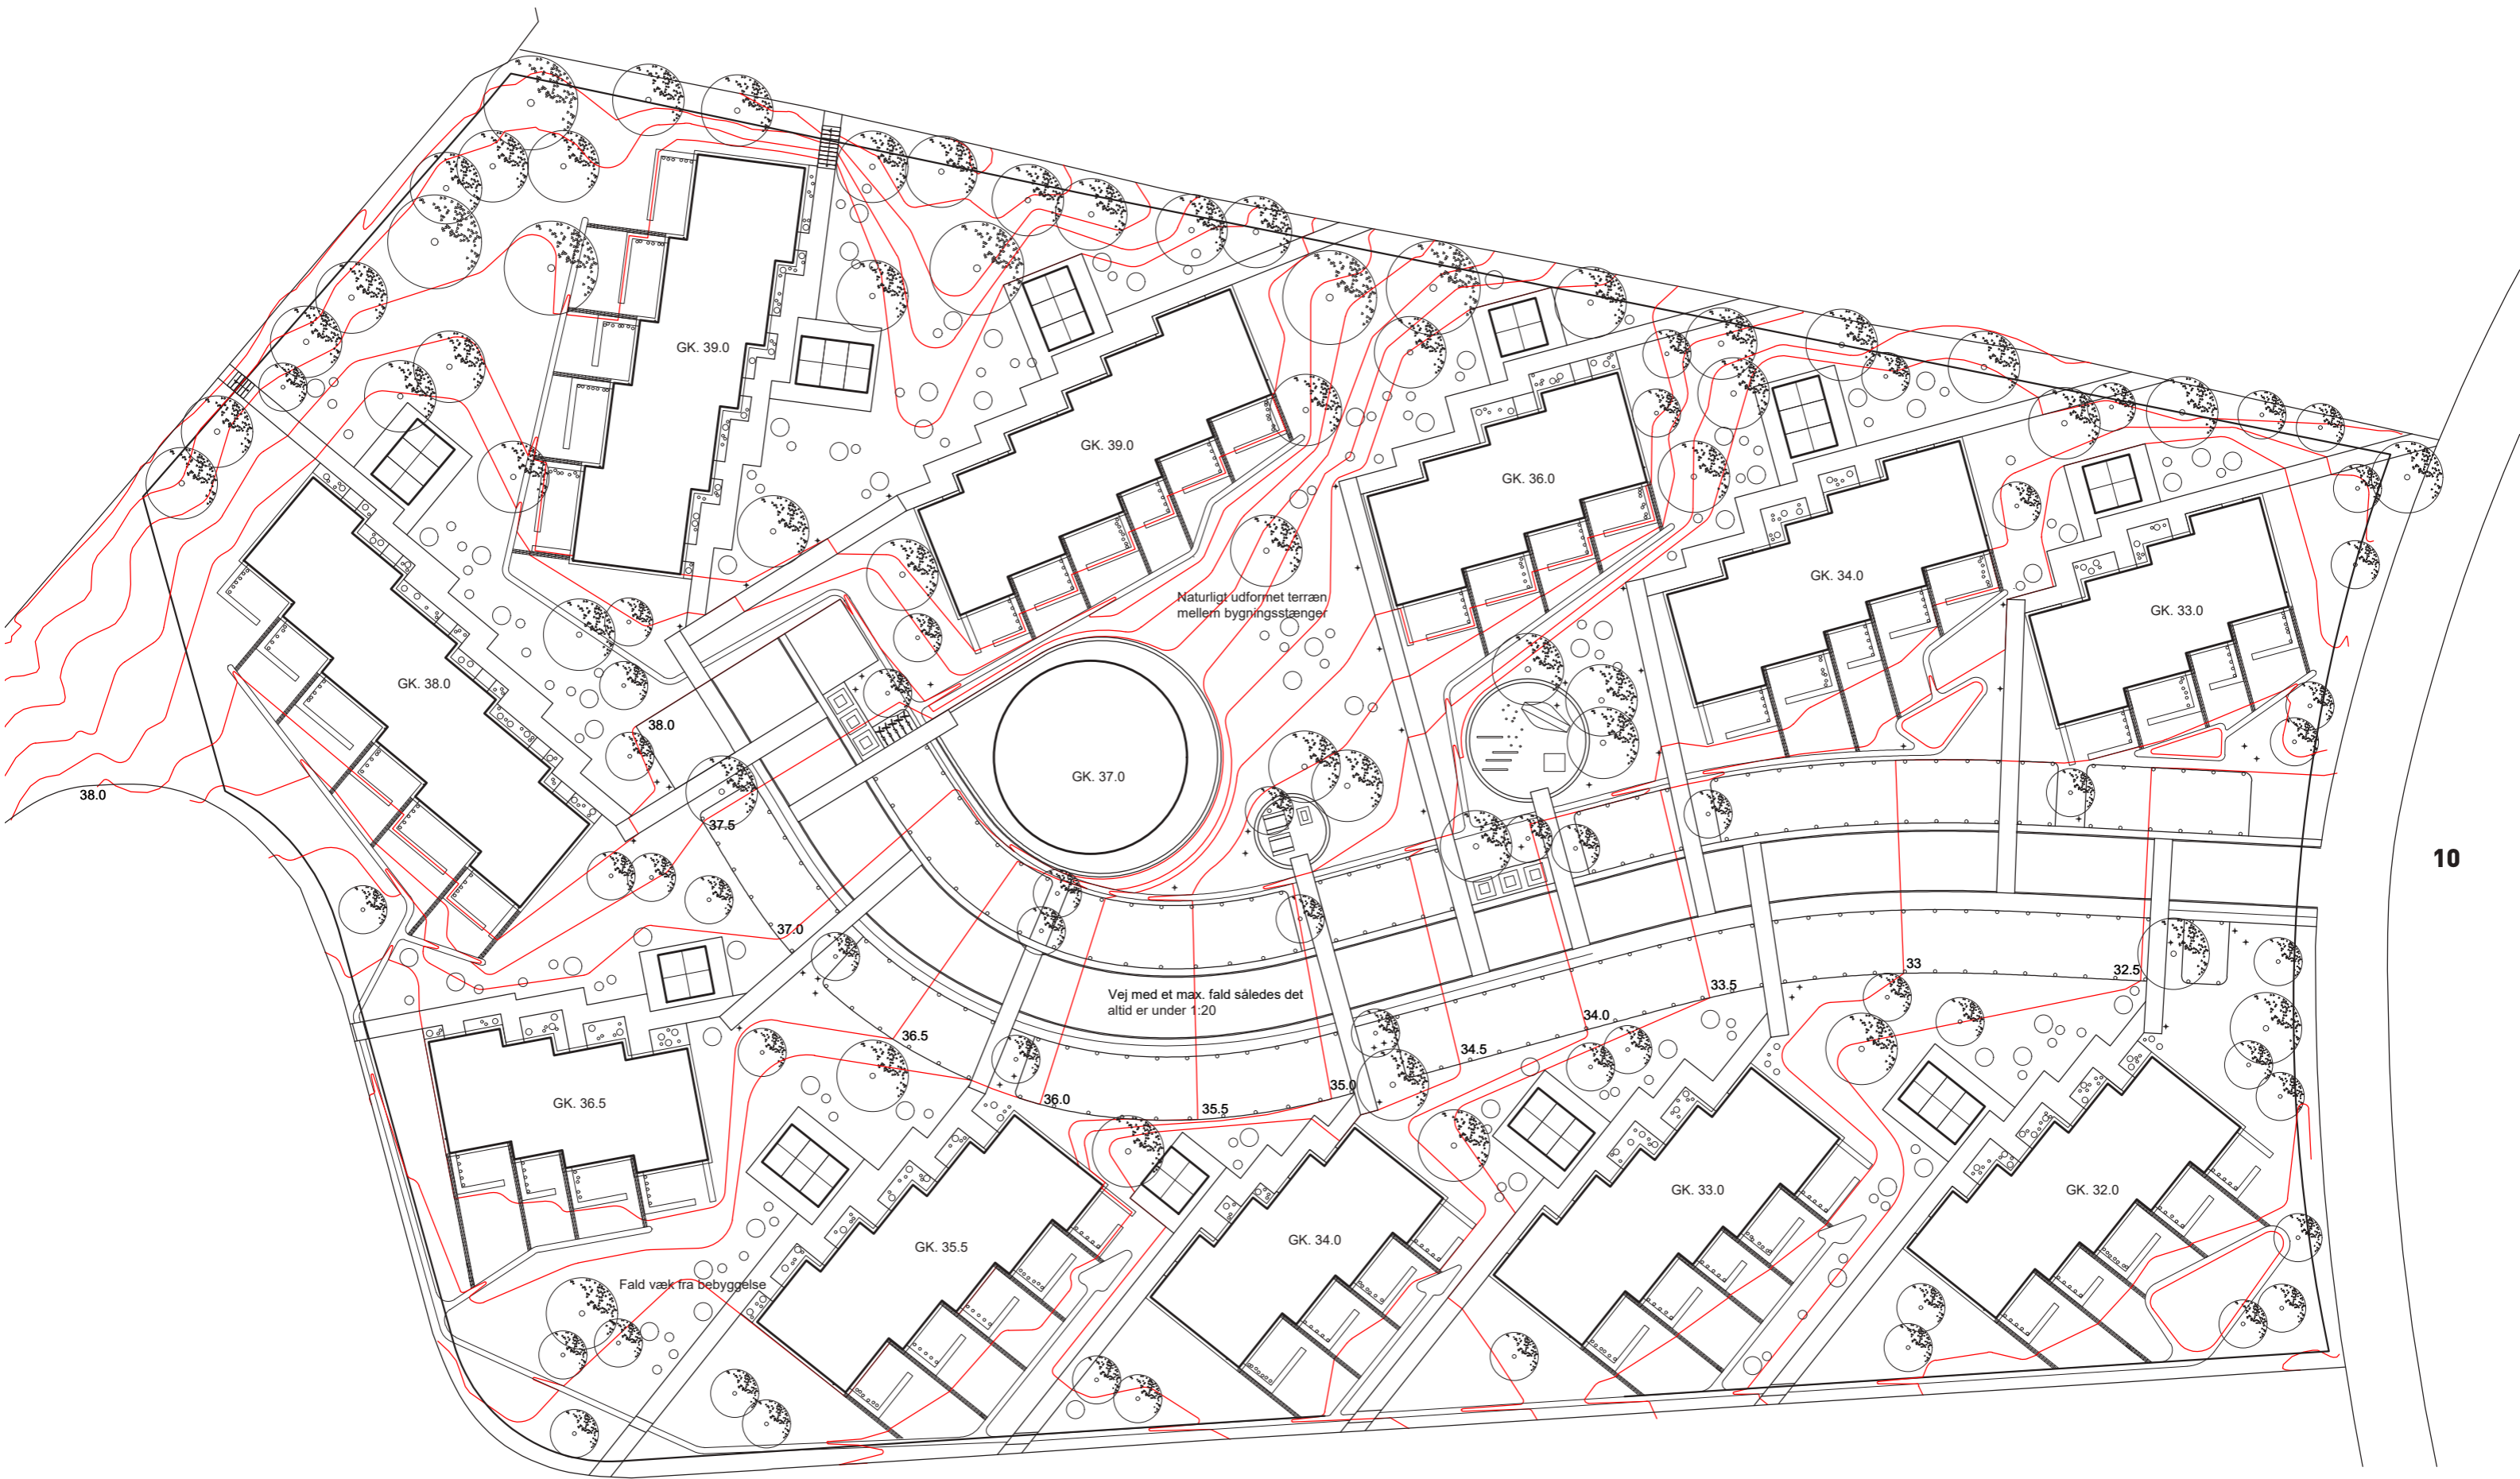 GK. 39.0
GK. 39.0
GK. 36.0
GK. 34.0
GK. 33.0
Naturligt udformet terræn
mellem bygningsstænger
GK. 38.0
38.0
GK. 37.0
38.0
37.5
10
37.0
33
32.5
33.5
Vej med et max. fald således det
altid er under 1:20
34.0
36.5
34.5
35.0
36.0
35.5
GK. 36.5
GK. 33.0
GK. 32.0
GK. 35.5
GK. 34.0
Fald væk fra bebyggelse